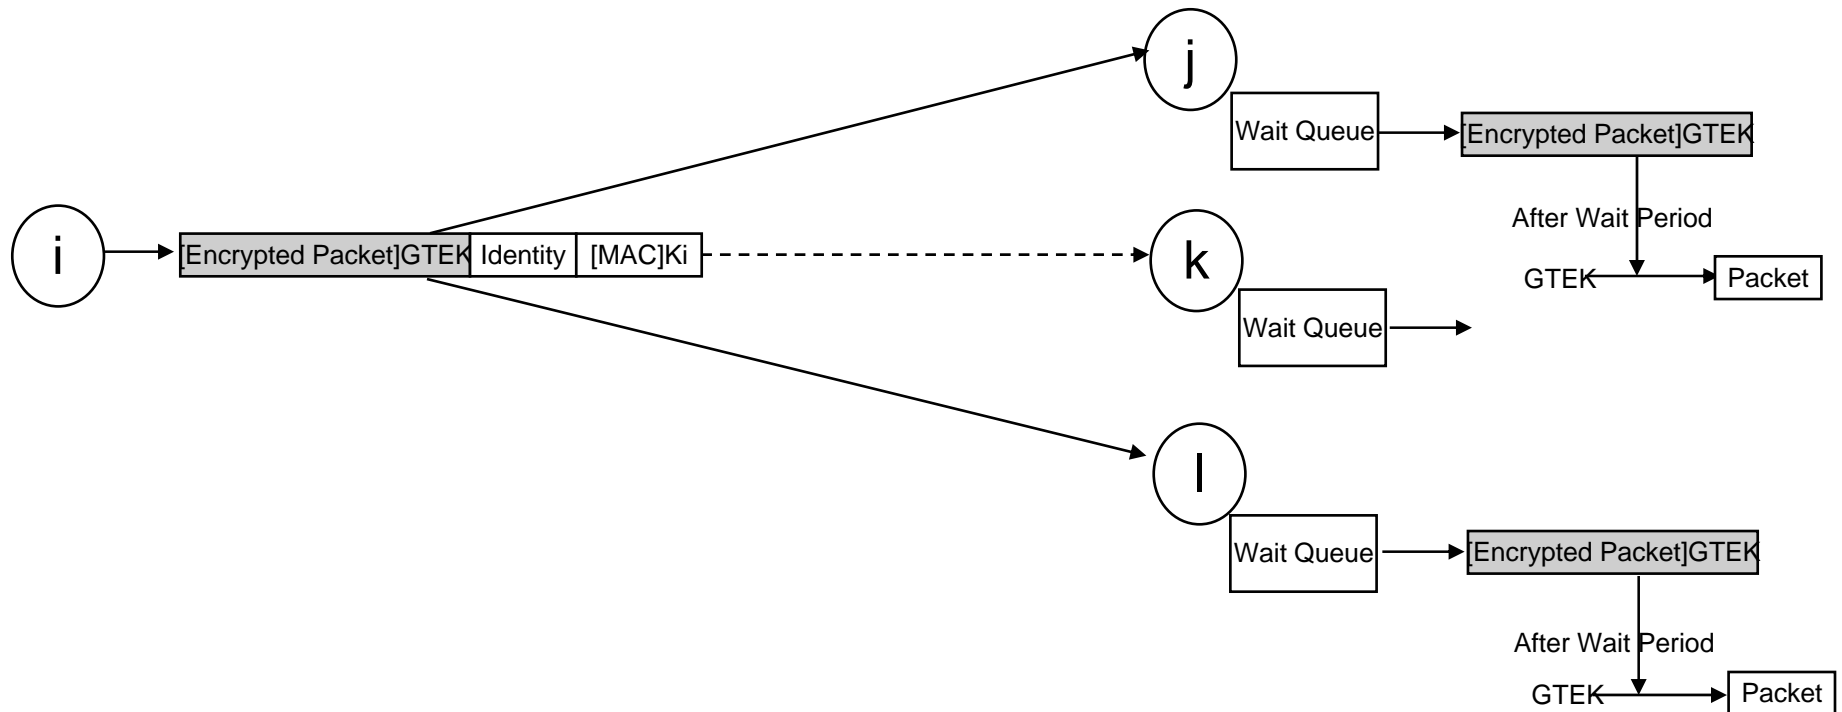 j
Wait Queue
[Encrypted Packet]GTEK
After Wait Period
GTEK
Packet
i
[Encrypted Packet]GTEK
Identity
[MAC]Ki
k
Wait Queue
l
Wait Queue
[Encrypted Packet]GTEK
After Wait Period
GTEK
Packet